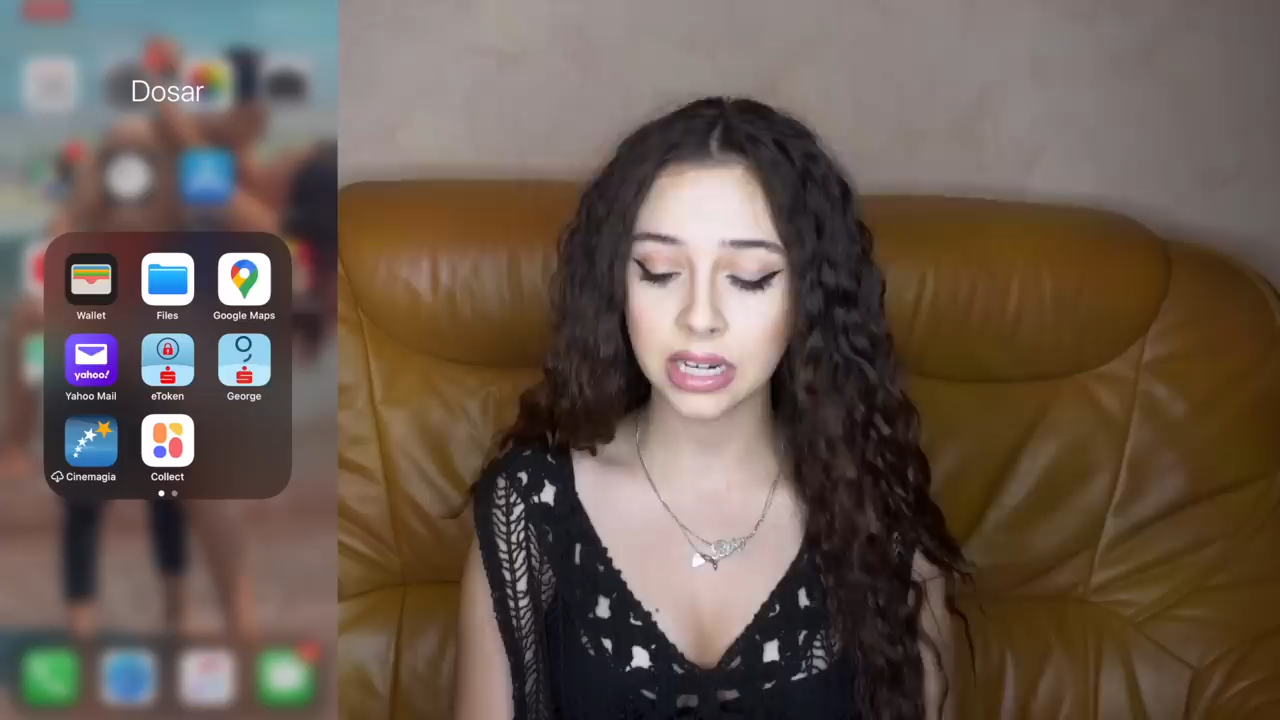 Dosar
Wallet
Files
Google Maps
yahoo!
Yahoo Mail
eToken
George
Cinemagia
Collect